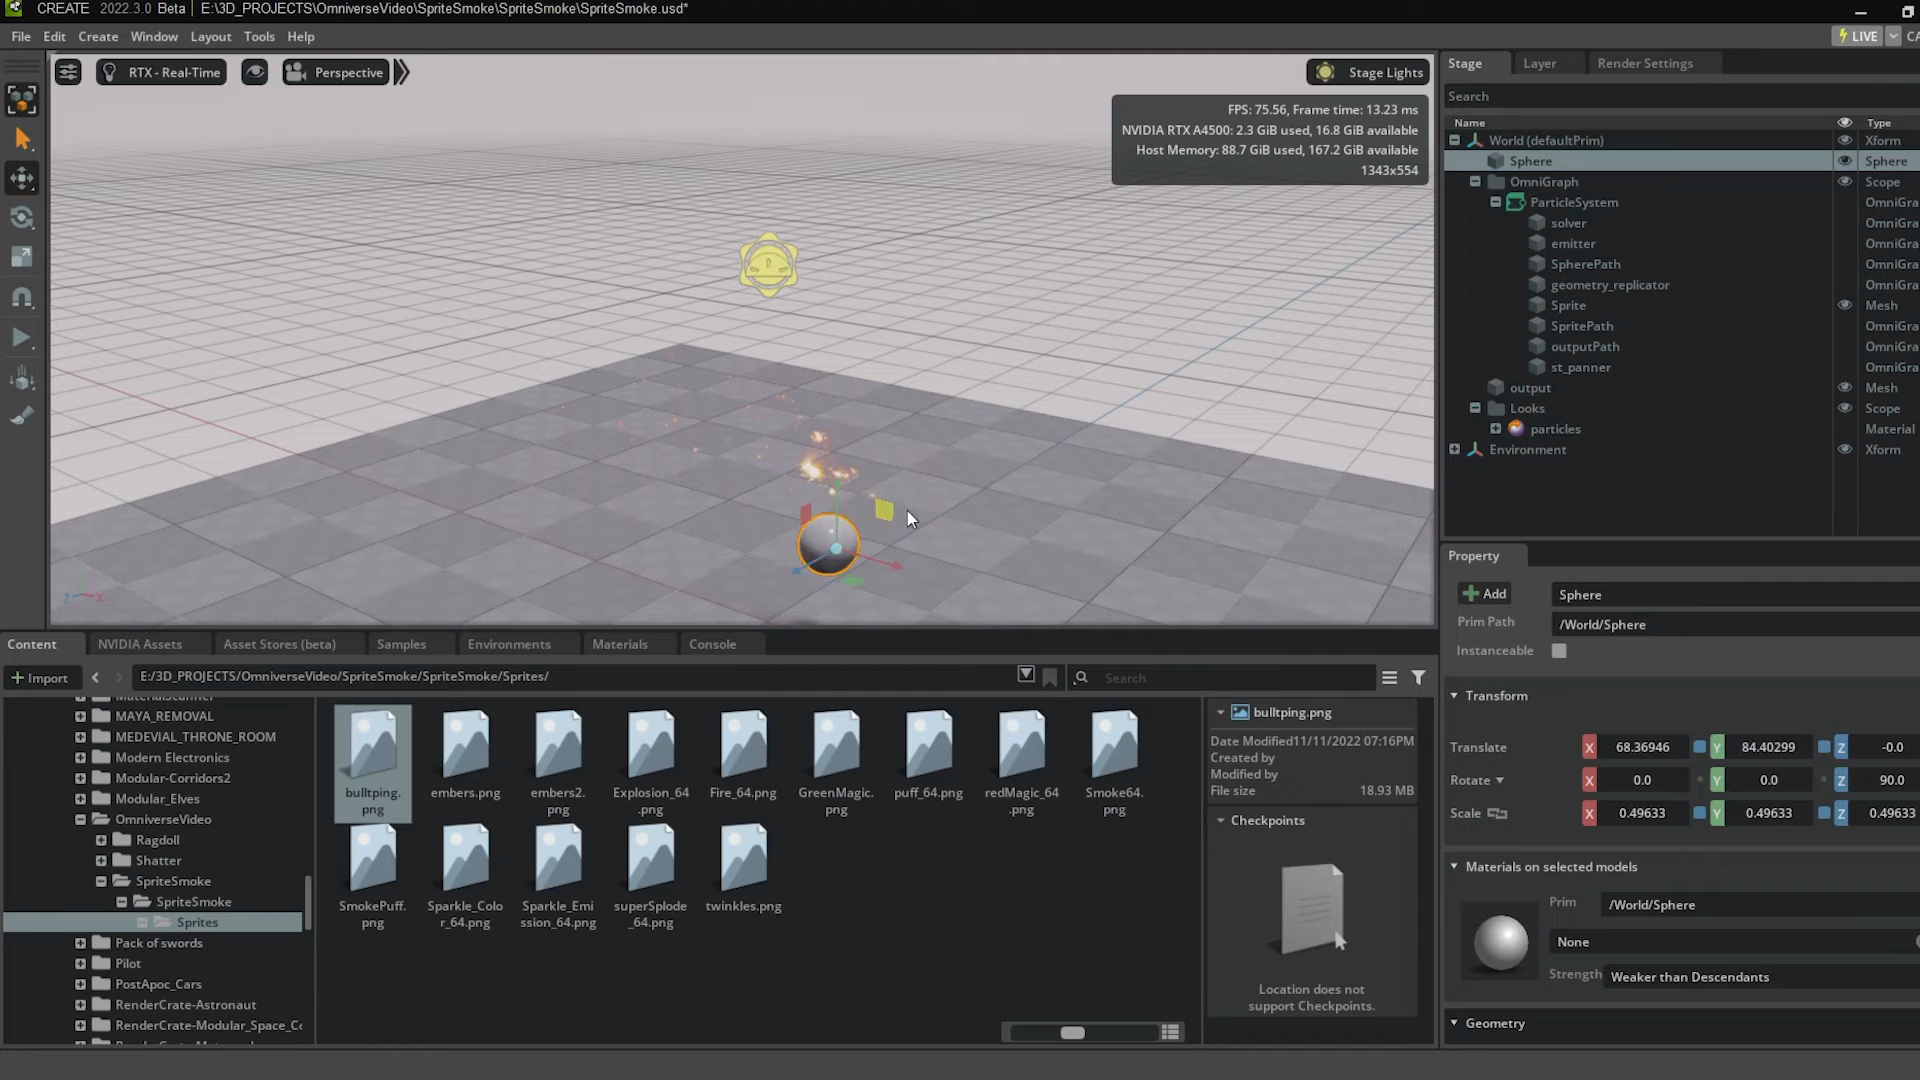 CREATE 2022.3.0 Beta | E:\3D_PROJECTS\OmniverseVideo\SpriteSmoke\SpriteSmoke\SpriteSmoke.usd*
File Edit Create Window Layout Tools Help
LIVE CA
RTX - Real-Time
Perspective
Stage Lights
FPS: 75.56, Frame time: 13.23 ms
NVIDIA RTX A4500: 2.3 GiB used, 16.8 GiB available
Host Memory: 88.7 GiB used, 167.2 GiB available
1343x554
Z X
Stage Layer Render Settings
Search
Name Type
World (defaultPrim) Xform
Sphere Sphere
OmniGraph Scope
ParticleSystem OmniGra
solver OmniGra
emitter OmniGra
SpherePath OmniGra
geometry_replicator OmniGra
Sprite Mesh
SpritePath OmniGra
outputPath OmniGra
st_panner OmniGra
output Mesh
Looks Scope
particles Material
Environment Xform
Property
Add Sphere
Prim Path /World/Sphere
Instanceable
Transform
Translate X 68.36946 Y 84.40299 Z -0.0
Rotate X 0.0 Y 0.0 Z 90.0
Scale X 0.49633 Y 0.49633 Z 0.49633
Materials on selected models
Prim /World/Sphere
None
Strength Weaker than Descendants
Geometry
Content NVIDIA Assets Asset Stores (beta) Samples Environments Materials Console
Import E:/3D_PROJECTS/OmniverseVideo/SpriteSmoke/SpriteSmoke/Sprites/ Search
MAYA_REMOVAL
MEDEVIAL_THRONE_ROOM
Modern Electronics
Modular-Corridors2
Modular_Elves
OmniverseVideo
Ragdoll
Shatter
SpriteSmoke
SpriteSmoke
Sprites
Pack of swords
Pilot
PostApoc_Cars
RenderCrate-Astronaut
RenderCrate-Modular_Space_Cc
bulltping.
png
embers.png
embers2.
png
Explosion_64
.png
Fire_64.png
GreenMagic.
png
puff_64.png
redMagic_64
.png
Smoke64.
png
SmokePuff.
png
Sparkle_Colo
r_64.png
Sparkle_Emi
ssion_64.png
superSplode
_64.png
twinkles.png
bulltping.png
Date Modified 11/11/2022 07:16PM
Created by
Modified by
File size 18.93 MB
Checkpoints
Location does not
support Checkpoints.